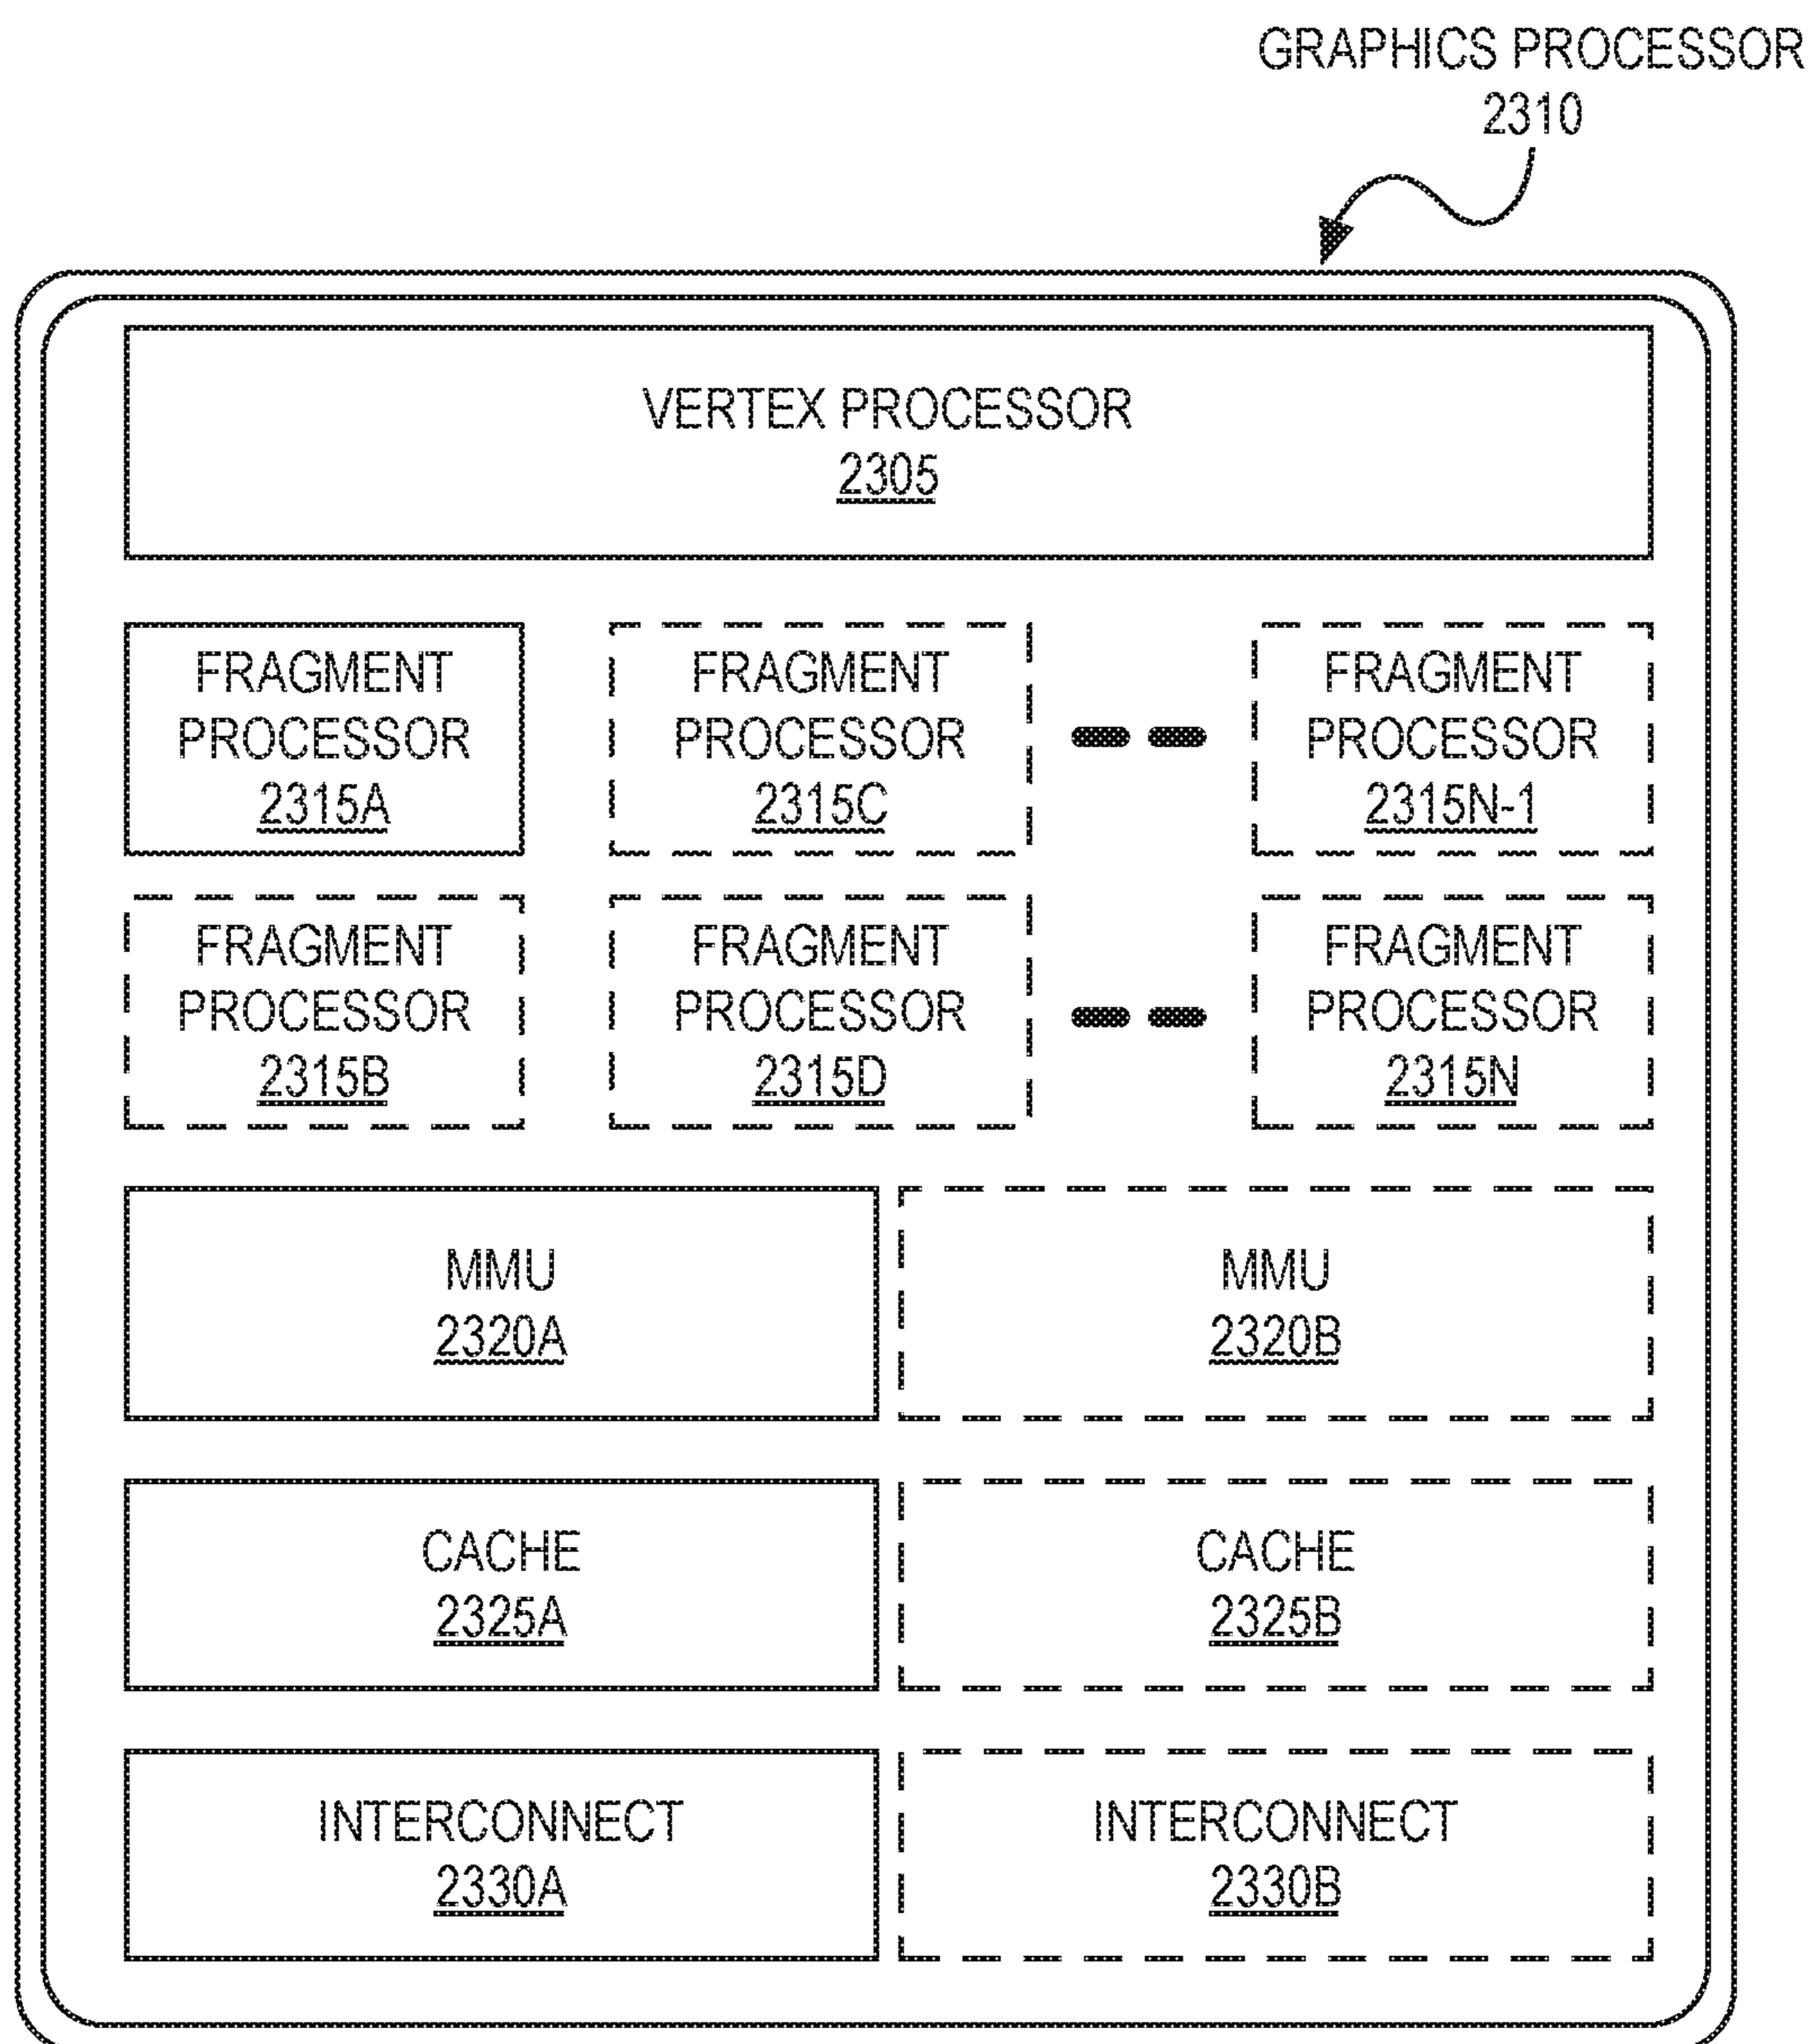 GRAPHICS PROCESSOR
2310
VERTEX PROCESSOR
2305
FRAGMENT
PROCESSOR
2315A
FRAGMENT
PROCESSOR
2315C
FRAGMENT
PROCESSOR
2315N-1
FRAGMENT
PROCESSOR
2315B
FRAGMENT
PROCESSOR
2315D
FRAGMENT
PROCESSOR
2315N
MMU
2320A
MMU
2320B
CACHE
2325A
CACHE
2325B
INTERCONNECT
2330A
INTERCONNECT
2330B